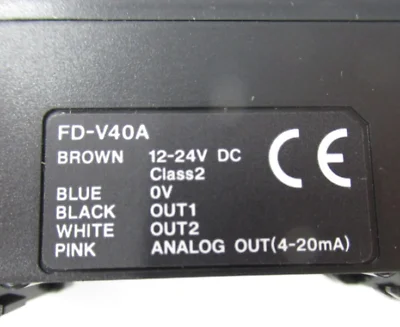 FD-V40A
BROWN 12-24V DC
Class2
BLUE 0V
BLACK OUT1
WHITE OUT2
PINK ANALOG OUT(4-20mA)
CE